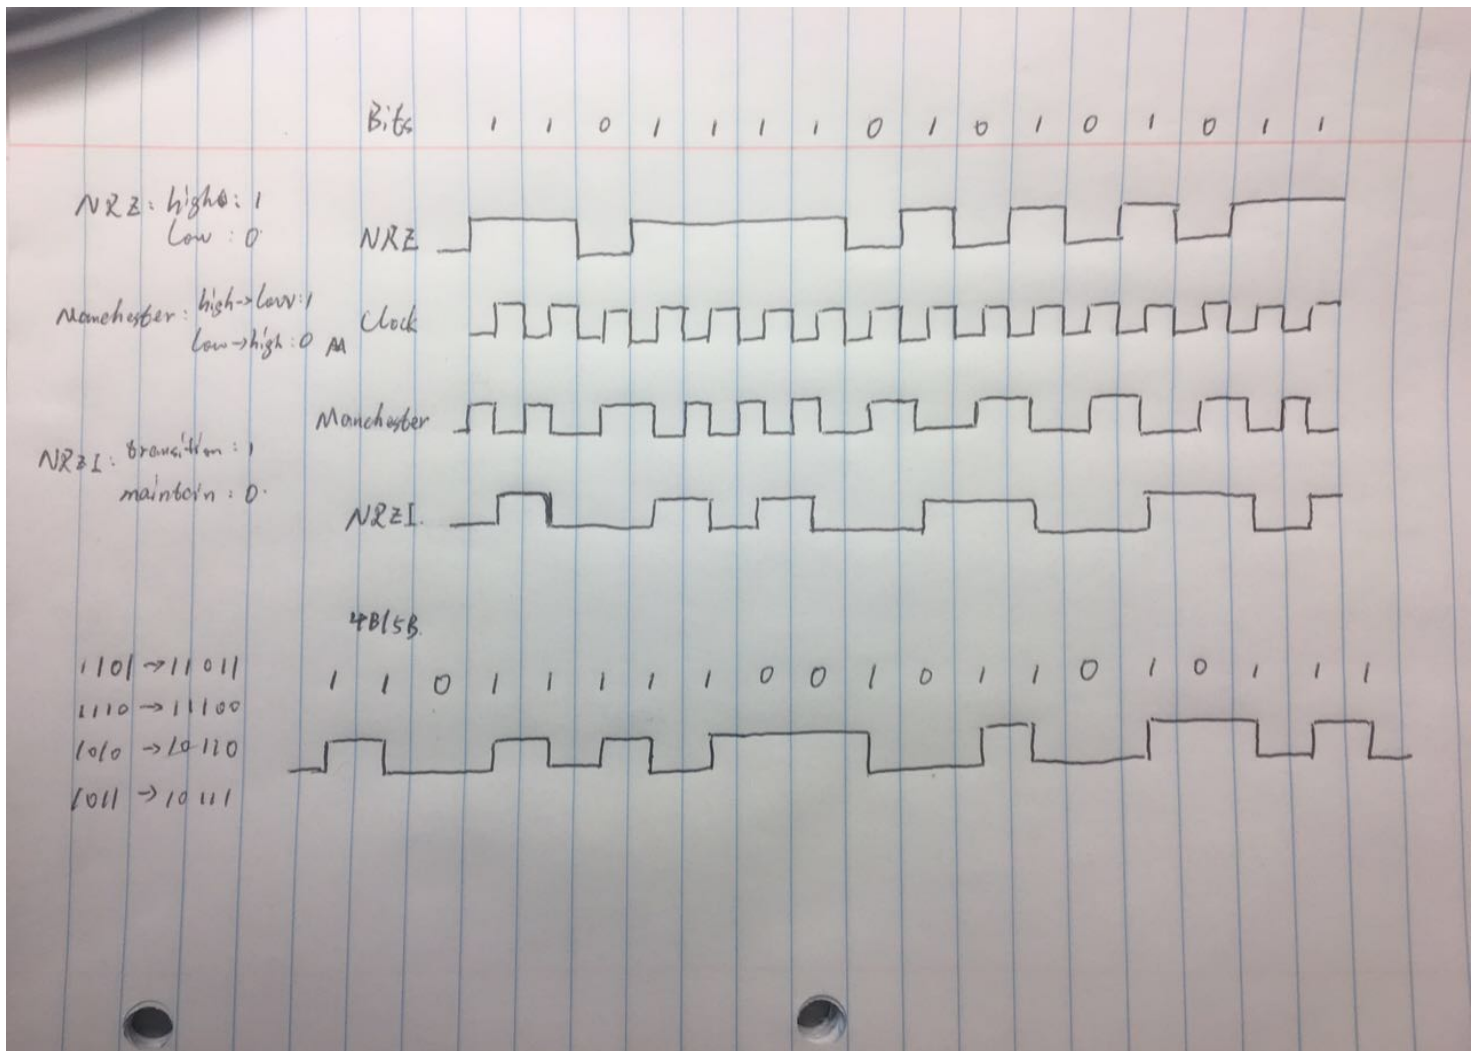 Bits 1 1 0 1 1 1 1 0 1 0 1 0 1 0 1 1
NRZ: high: 1
low: 0
NRZ
Manchester: high->low: 1
low->high: 0
Clock
Manchester
NRZI: transition: 1
maintain: 0.
NRZI.
4B/5B.
1101->11011
1110->11100
1010->10110
1011->10111
1 1 0 1 1 1 1 1 0 0 1 0 1 1 0 1 0 1 1 1